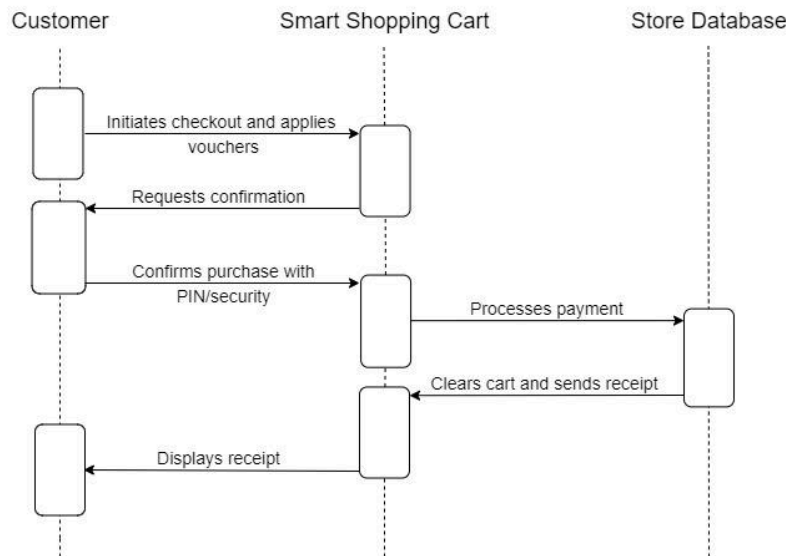 Customer
Smart Shopping Cart
Store Database
Initiates checkout and applies
vouchers
Requests confirmation
Confirms purchase with
PIN/security
Processes payment
Clears cart and sends receipt
Displays receipt